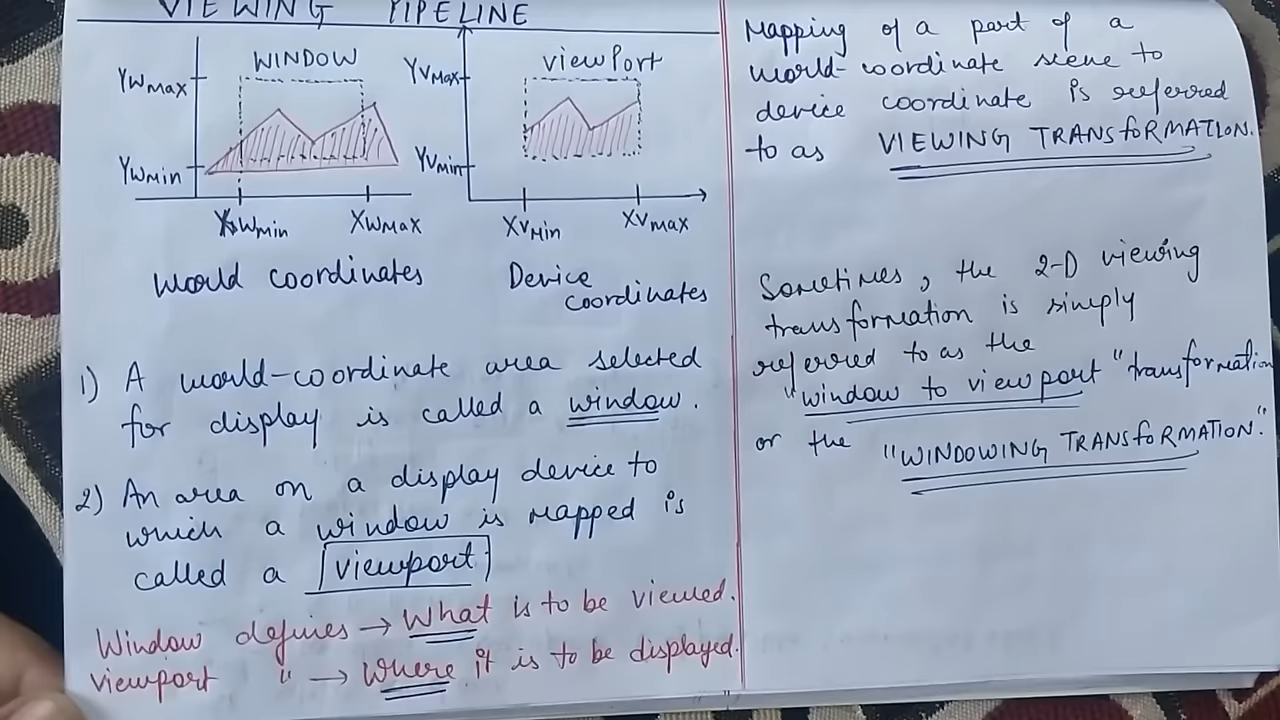 VIEWING PIPELINE
WINDOW
YWMax
YWMin
XWMin
XWMax
World coordinates
viewPort
YVMax
YVMin
XVMin
XVmax
Device
coordinates
1) A world-coordinate area selected
for display is called a window.
2) An area on a display device to
which a window is mapped is
called a viewport
Window defines → What is to be viewed.
viewport " → Where it is to be displayed.
Mapping of a part of a
world-coordinate scene to
device coordinate is referred
to as VIEWING TRANSFORMATION.
Sometimes, the 2-D viewing
transformation is simply
referred to as the
"window to viewport" transformation
or the "WINDOWING TRANSFORMATION."